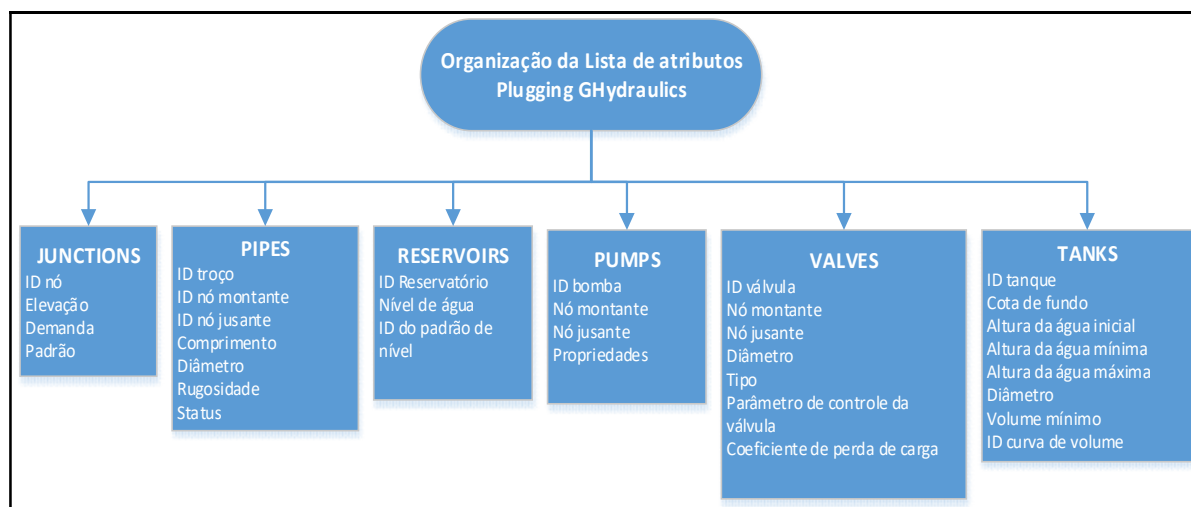 Organização da Lista de atributos
Plugging GHydraulics
JUNCTIONS
ID nó
Elevação
Demanda
Padrão
PIPES
ID troço
ID nó montante
ID nó jusante
Comprimento
Diâmetro
Rugosidade
Status
RESERVOIRS
ID Reservatório
Nível de água
ID do padrão de
nível
PUMPS
ID bomba
Nó montante
Nó jusante
Propriedades
VALVES
ID válvula
Nó montante
Nó jusante
Diâmetro
Tipo
Parâmetro de controle da
válvula
Coeficiente de perda de carga
TANKS
ID tanque
Cota de fundo
Altura da água inicial
Altura da água mínima
Altura da água máxima
Diâmetro
Volume mínimo
ID curva de volume